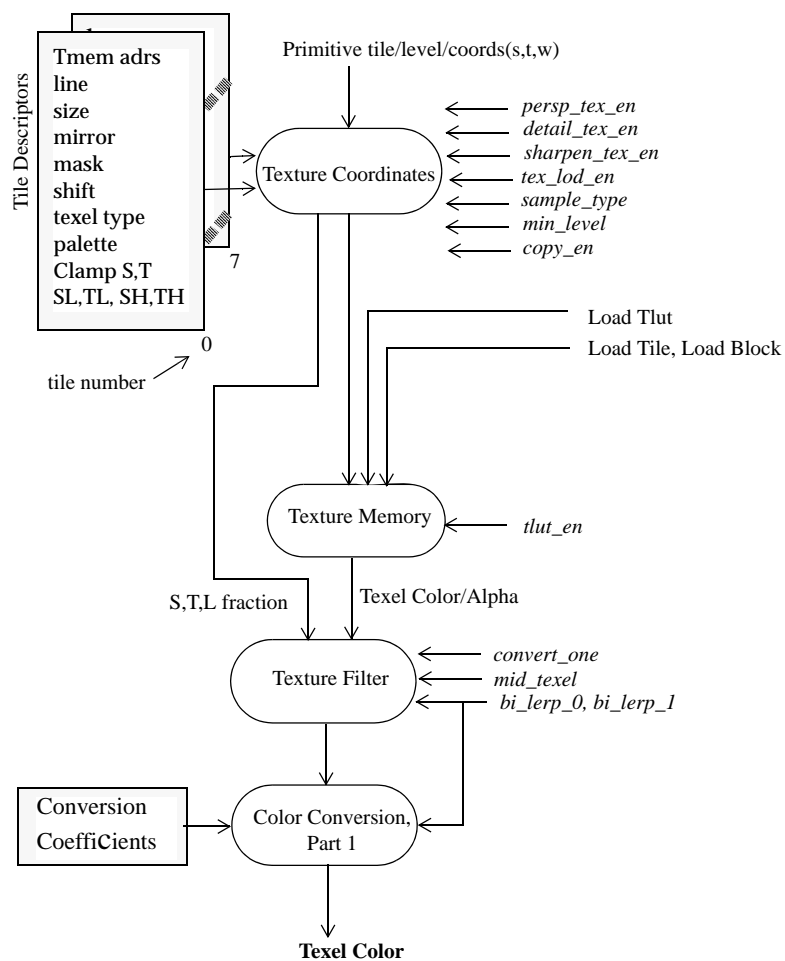 Primitive tile/level/coords(s,t,w)
Tile Descriptors
Tmem adrs
line
size
mirror
mask
shift
texel type
palette
Clamp S,T
SL,TL, SH,TH
7
0
tile number
Texture Coordinates
persp_tex_en
detail_tex_en
sharpen_tex_en
tex_lod_en
sample_type
min_level
copy_en
Load Tlut
Load Tile, Load Block
Texture Memory
tlut_en
S,T,L fraction
Texel Color/Alpha
Texture Filter
convert_one
mid_texel
bi_lerp_0, bi_lerp_1
Conversion
Coefficients
Color Conversion,
Part 1
Texel Color